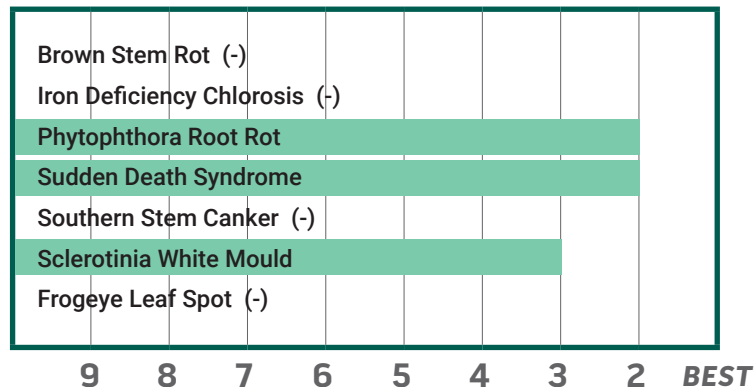 Brown Stem Rot (-)
Iron Deficiency Chlorosis (-)
Phytophthora Root Rot
Sudden Death Syndrome
Southern Stem Canker (-)
Sclerotinia White Mould
Frogeye Leaf Spot (-)
9 8 7 6 5 4 3 2 BEST